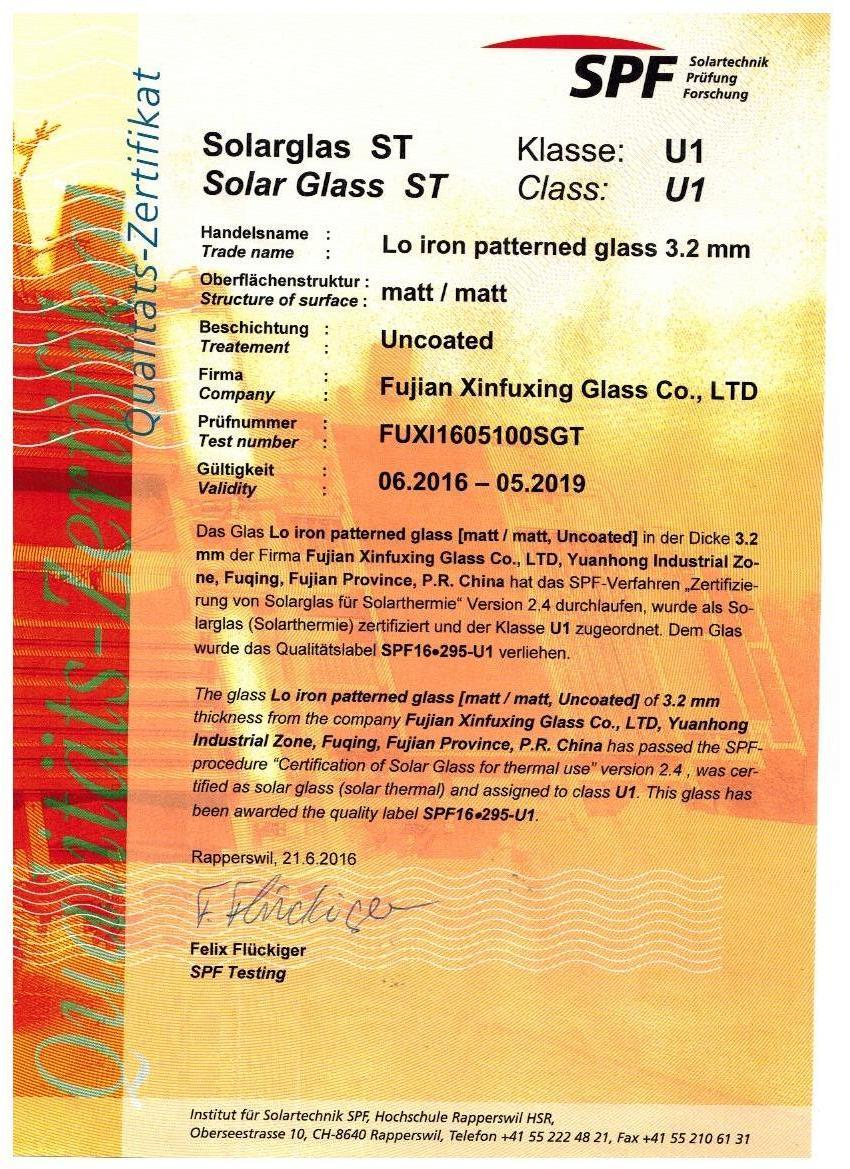 SPF Solartechnik
Prüfung
Forschung
Qualitäts-Zertifikat
Qualitäts-Zertifikat
Solarglas ST Klasse: U1
Solar Glass ST Class: U1
Handelsname :
Trade name : Lo iron patterned glass 3.2 mm
Oberflächenstruktur :
Structure of surface : matt / matt
Beschichtung :
Treatement : Uncoated
Firma :
Company : Fujian Xinfuxing Glass Co., LTD
Prüfnummer :
Test number : FUXI1605100SGT
Gültigkeit :
Validity : 06.2016 – 05.2019
Das Glas Lo iron patterned glass [matt / matt, Uncoated] in der Dicke 3.2
mm der Firma Fujian Xinfuxing Glass Co., LTD, Yuanhong Industrial Zo-
ne, Fuqing, Fujian Province, P.R. China hat das SPF-Verfahren „Zertifizie-
rung von Solarglas für Solarthermie“ Version 2.4 durchlaufen, wurde als So-
larglas (Solarthermie) zertifiziert und der Klasse U1 zugeordnet. Dem Glas
wurde das Qualitätslabel SPF16•295-U1 verliehen.
The glass Lo iron patterned glass [matt / matt, Uncoated] of 3.2 mm
thickness from the company Fujian Xinfuxing Glass Co., LTD, Yuanhong
Industrial Zone, Fuqing, Fujian Province, P.R. China has passed the SPF-
procedure “Certification of Solar Glass for thermal use” version 2.4 , was cer-
tified as solar glass (solar thermal) and assigned to class U1. This glass has
been awarded the quality label SPF16•295-U1.
Rapperswil, 21.6.2016
F. Flückiger
Felix Flückiger
SPF Testing
Institut für Solartechnik SPF, Hochschule Rapperswil HSR,
Oberseestrasse 10, CH-8640 Rapperswil, Telefon +41 55 222 48 21, Fax +41 55 210 61 31